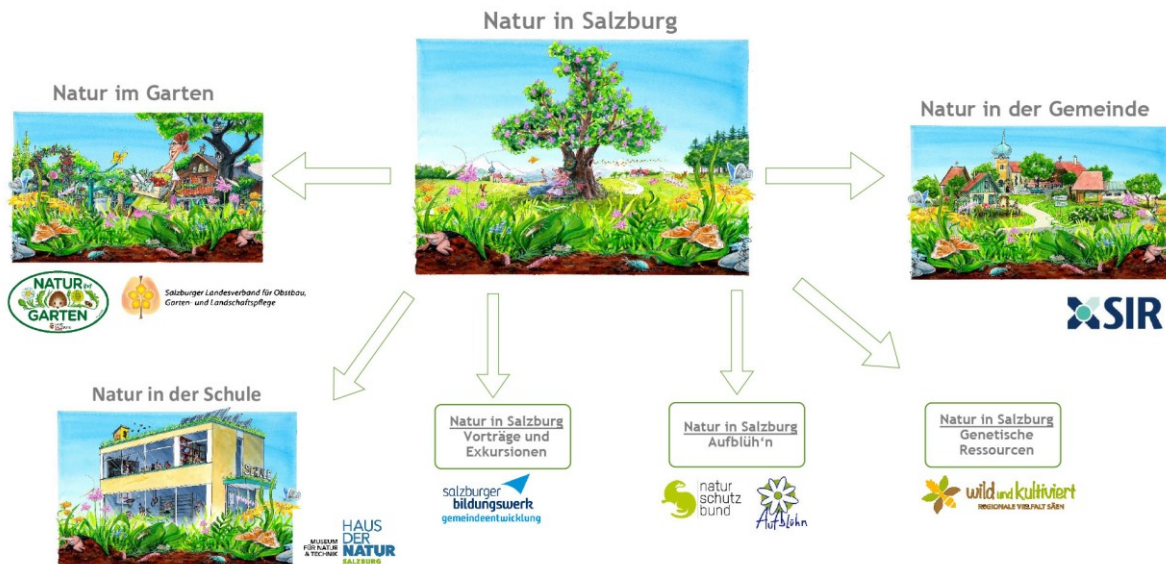 Natur in Salzburg
Natur im Garten
Natur in der Gemeinde
NATUR im
GARTEN
Salzburger Landesverband für Obstbau,
Garten- und Landschaftspflege
SIR
Natur in der Schule
SCHULE
MUSEUM
FÜR NATUR
& TECHNIK
HAUS
DER
NATUR
SALZBURG
Natur in Salzburg
Vorträge und
Exkursionen
salzburger
bildungswerk
gemeindeentwicklung
Natur in Salzburg
Aufblüh‘n
natur
schutz
bund
Aufblühn
Natur in Salzburg
Genetische
Ressourcen
wild und kultiviert
REGIONALE VIELFALT SÄEN